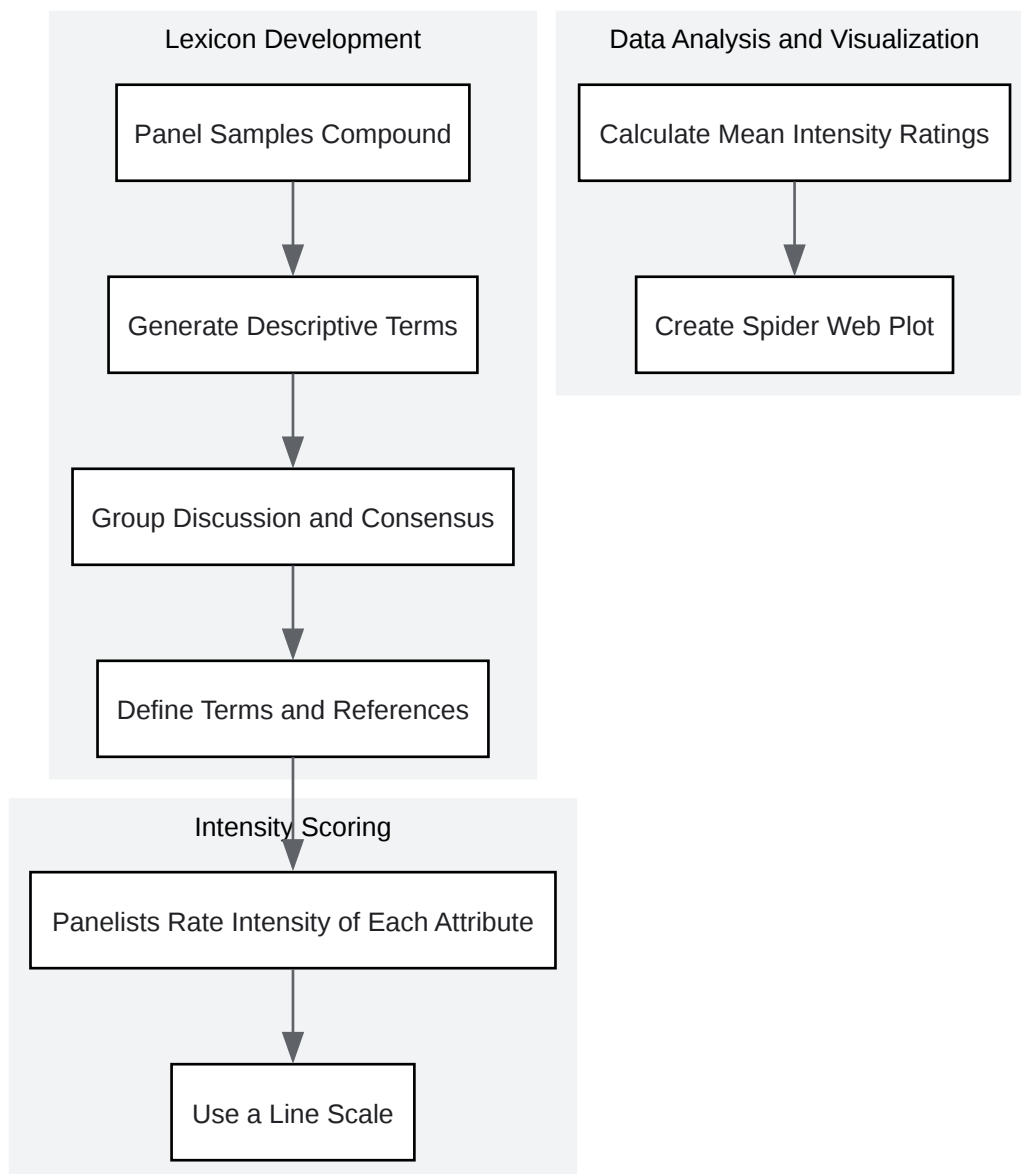 Lexicon Development
Panel Samples Compound
Generate Descriptive Terms
Group Discussion and Consensus
Define Terms and References
Intensity Scoring
Panelists Rate Intensity of Each Attribute
Use a Line Scale
Data Analysis and Visualization
Calculate Mean Intensity Ratings
Create Spider Web Plot